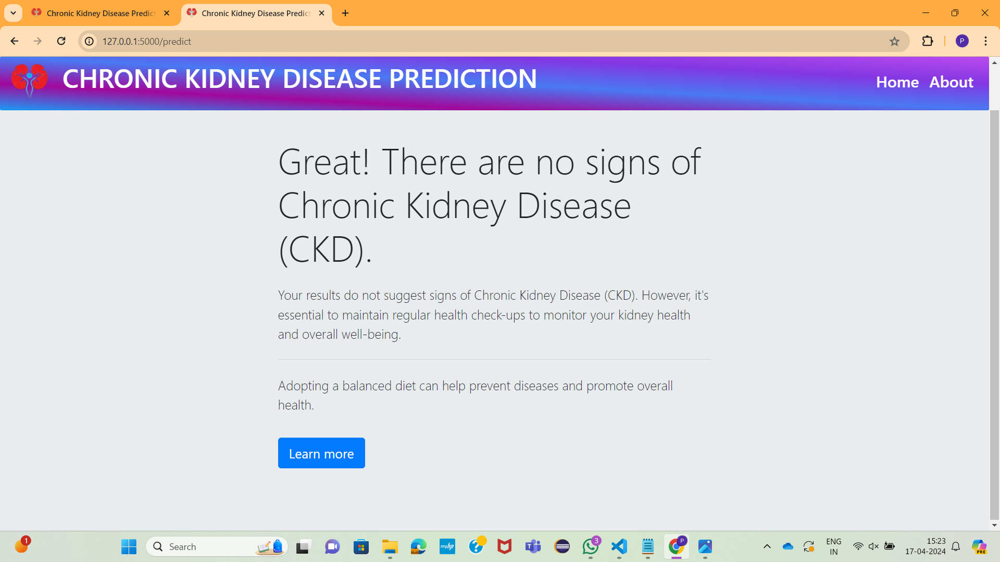 Chronic Kidney Disease Predict
Chronic Kidney Disease Predict
127.0.0.1:5000/predict
P
CHRONIC KIDNEY DISEASE PREDICTION
Home About
Great! There are no signs of
Chronic Kidney Disease
(CKD).
Your results do not suggest signs of Chronic Kidney Disease (CKD). However, it's
essential to maintain regular health check-ups to monitor your kidney health
and overall well-being.
Adopting a balanced diet can help prevent diseases and promote overall
health.
Learn more
1
Search
myhp
?
T
3
P
ENG
IN
15:23
17-04-2024
PRE